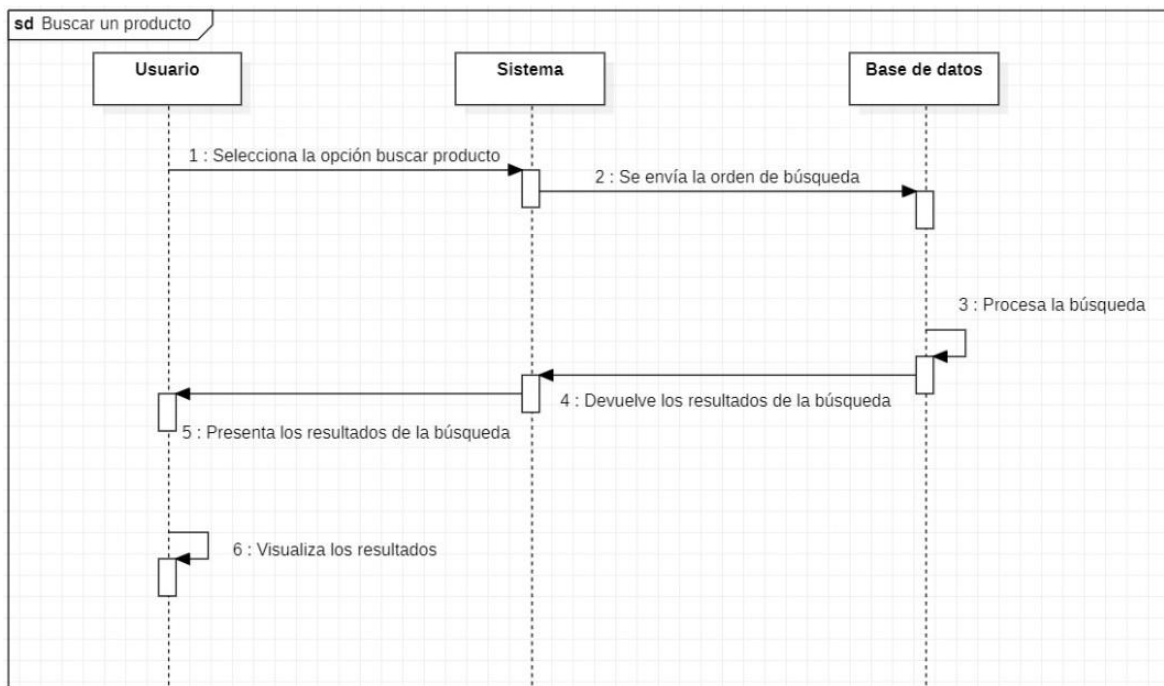 sd Buscar un producto
Usuario
Sistema
Base de datos
1 : Selecciona la opción buscar producto
2 : Se envía la orden de búsqueda
3 : Procesa la búsqueda
4 : Devuelve los resultados de la búsqueda
5 : Presenta los resultados de la búsqueda
6 : Visualiza los resultados